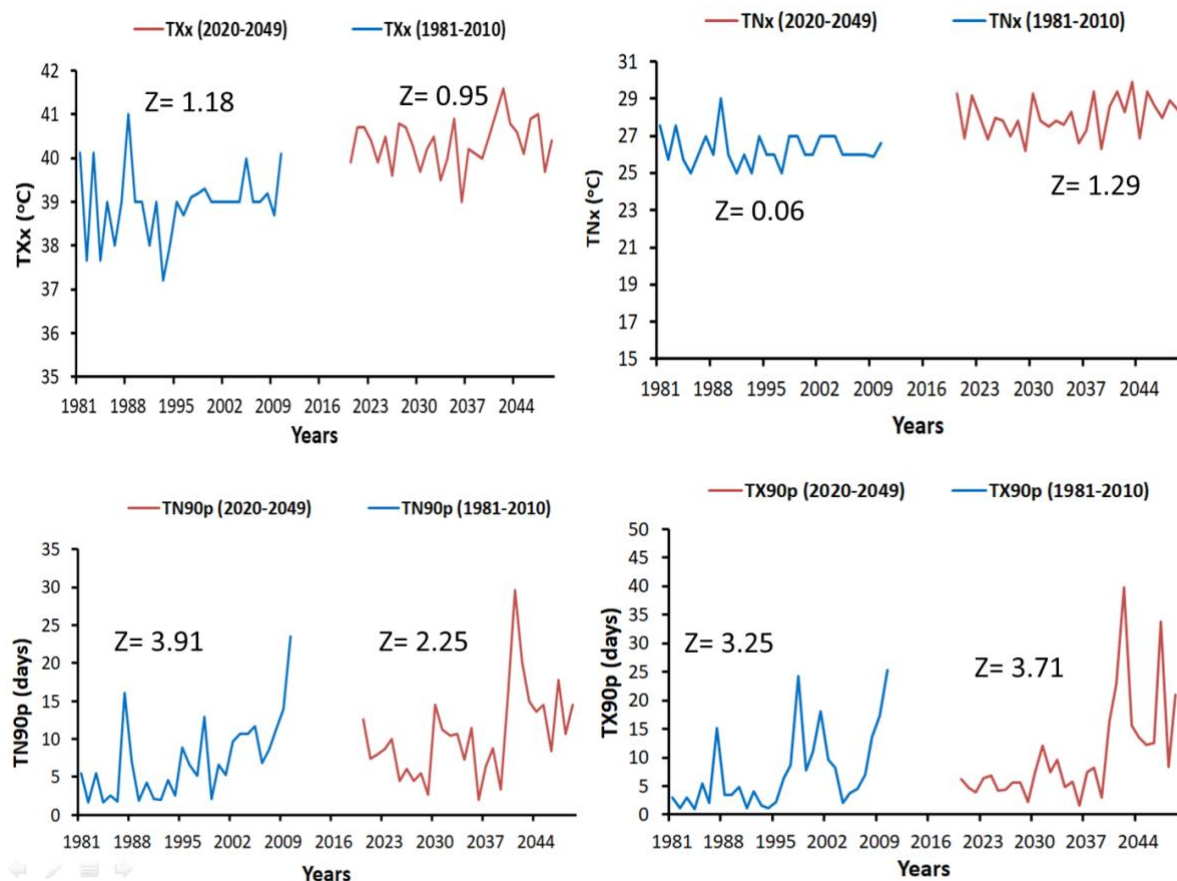 TXx (2020-2049) TXx (1981-2010)
42
41
40
39
38
37
36
35
TXx (°C)
Z= 1.18
Z= 0.95
1981 1988 1995 2002 2009 2016 2023 2030 2037 2044
Years
TNx (2020-2049) TNx (1981-2010)
31
29
27
25
23
21
19
17
15
TNx (°C)
Z= 0.06
Z= 1.29
1981 1988 1995 2002 2009 2016 2023 2030 2037 2044
Years
TN90p (2020-2049) TN90p (1981-2010)
35
30
25
20
15
10
5
0
TN90p (days)
Z= 3.91
Z= 2.25
1981 1988 1995 2002 2009 2016 2023 2030 2037 2044
Years
TX90p (2020-2049) TX90p (1981-2010)
50
45
40
35
30
25
20
15
10
5
0
TX90p (days)
Z= 3.25
Z= 3.71
1981 1988 1995 2002 2009 2016 2023 2030 2037 2044
Years